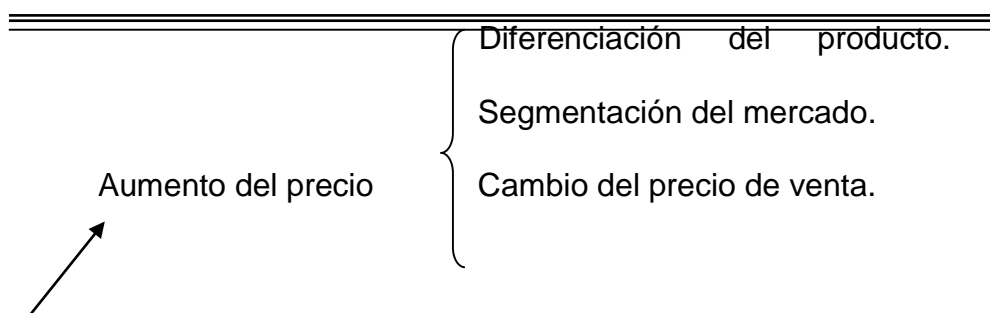 Diferenciación del producto.
Segmentación del mercado.
Aumento del precio
Cambio del precio de venta.